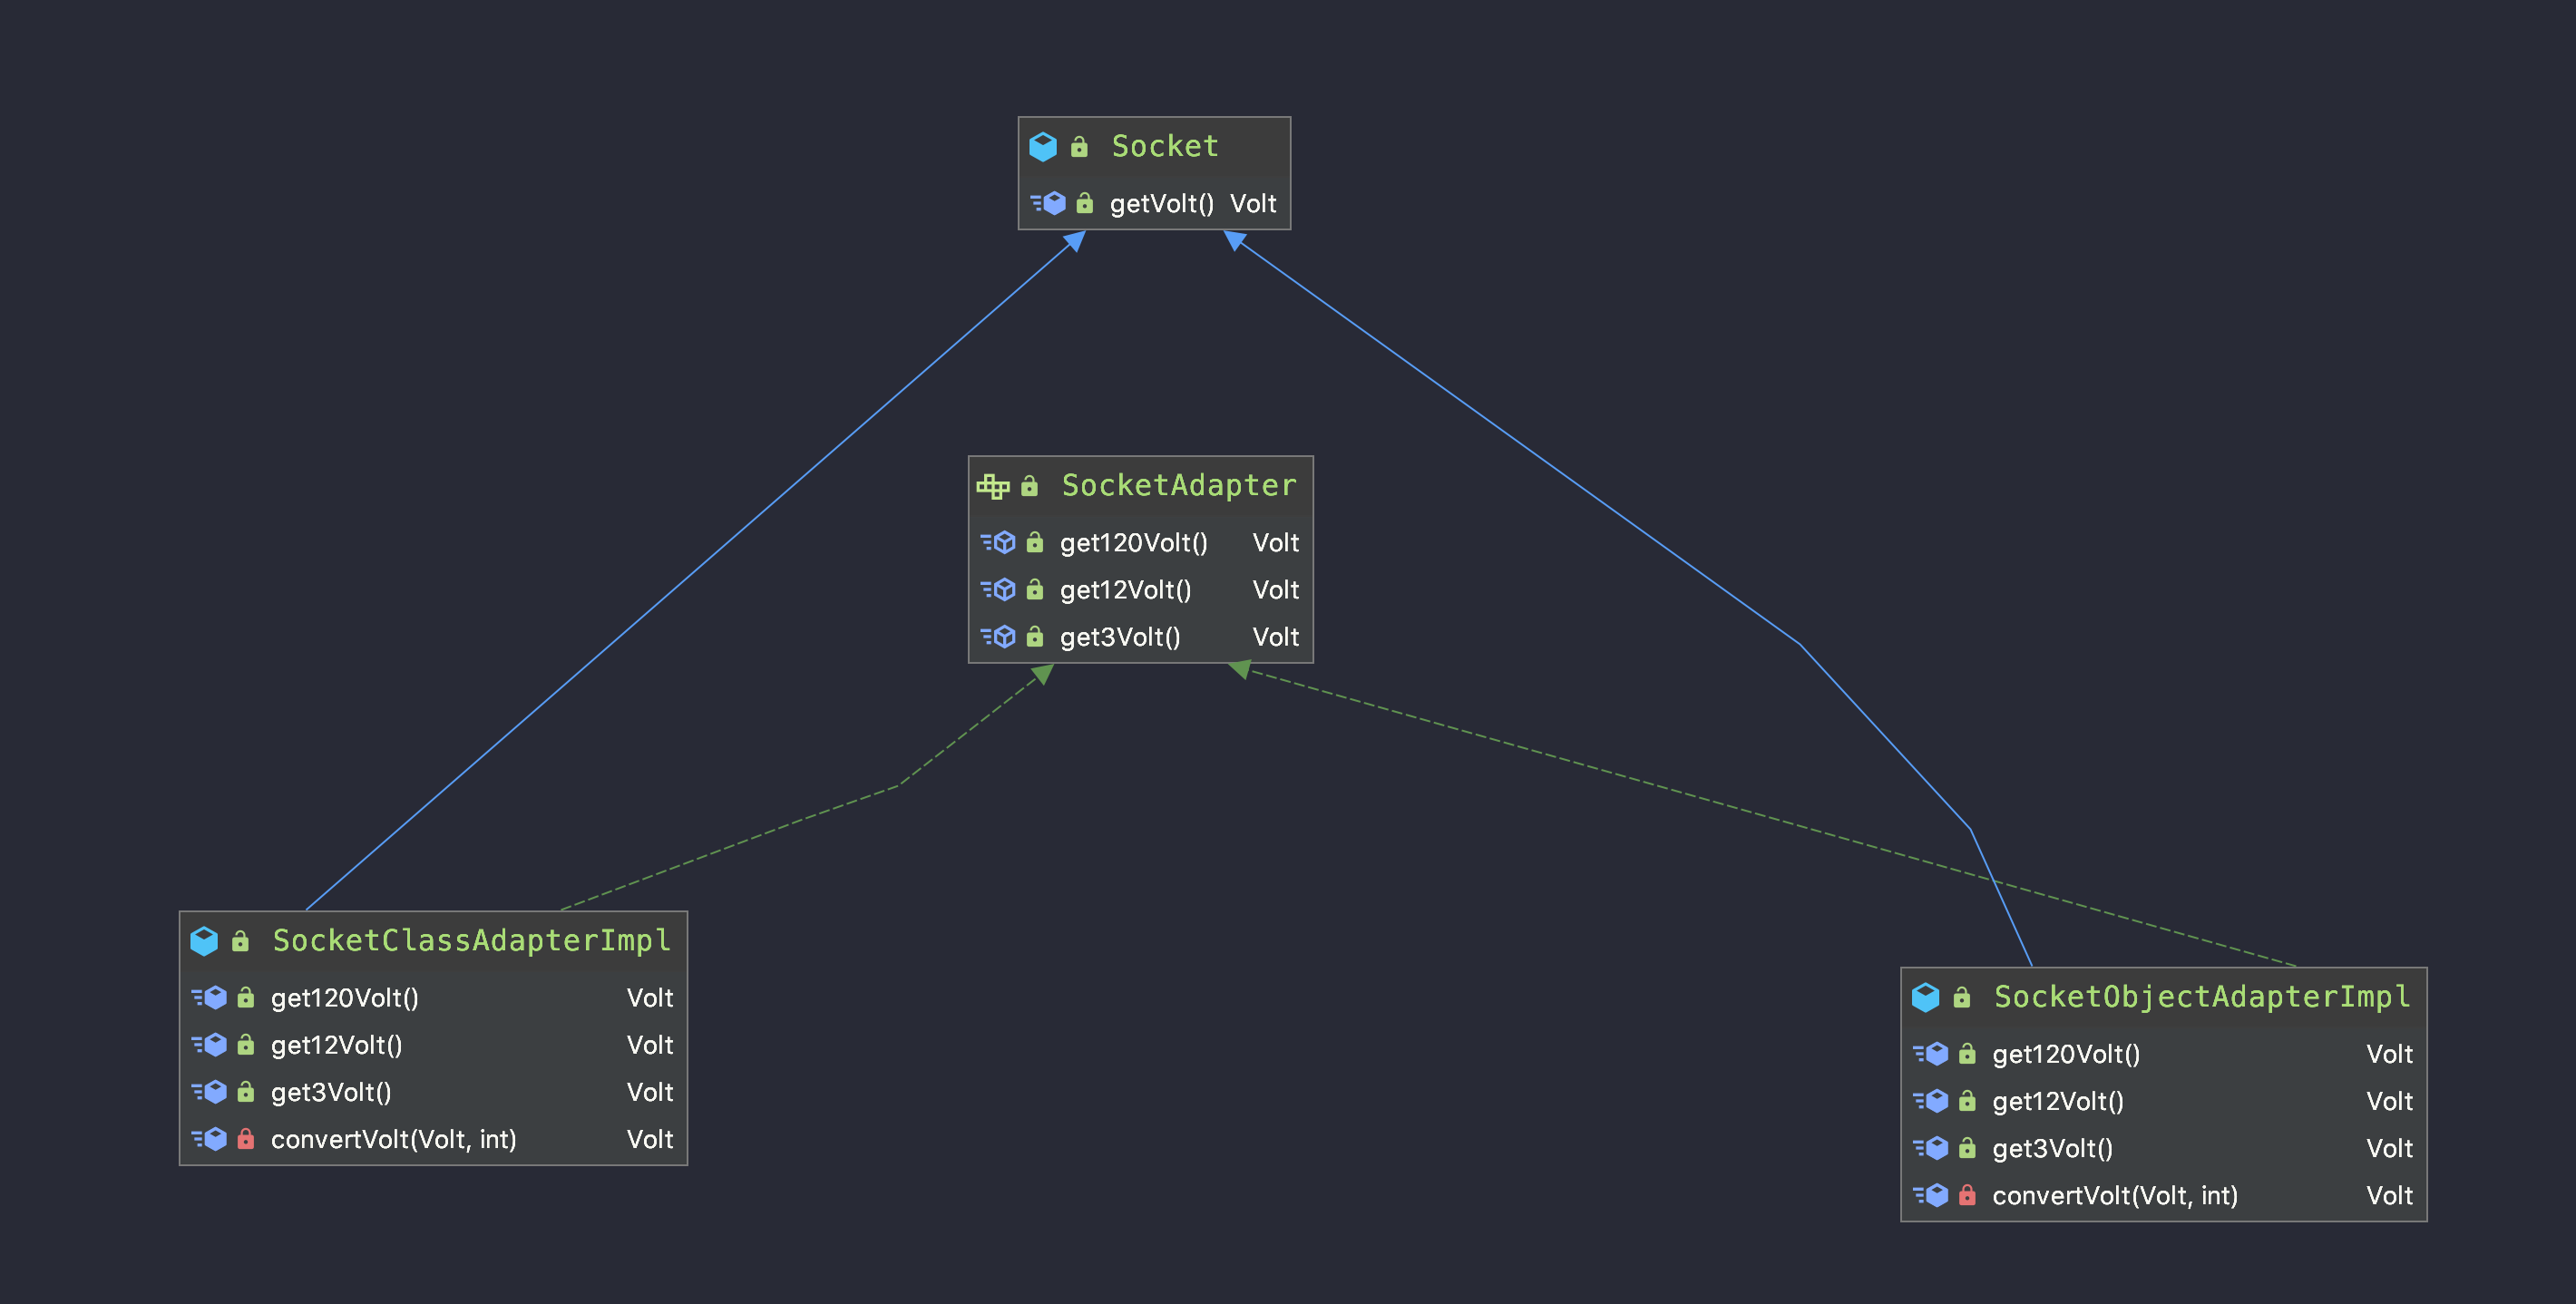 Socket
getVolt() Volt
SocketAdapter
get120Volt() Volt
get12Volt() Volt
get3Volt() Volt
SocketClassAdapterImpl
get120Volt() Volt
get12Volt() Volt
get3Volt() Volt
convertVolt(Volt, int) Volt
SocketObjectAdapterImpl
get120Volt() Volt
get12Volt() Volt
get3Volt() Volt
convertVolt(Volt, int) Volt